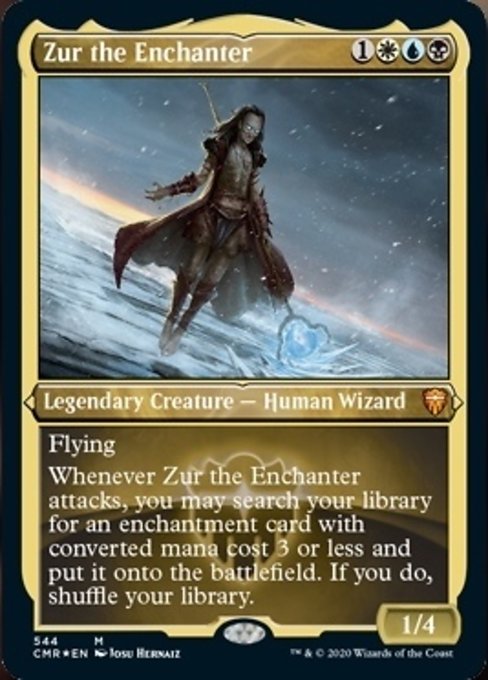 Zur the Enchanter 1
Legendary Creature — Human Wizard
Flying
Whenever Zur the Enchanter
attacks, you may search your library
for an enchantment card with
converted mana cost 3 or less and
put it onto the battlefield. If you do,
shuffle your library.
1/4
544 M
CMR★EN Iosu Hernaiz
™ & © 2020 Wizards of the Coast